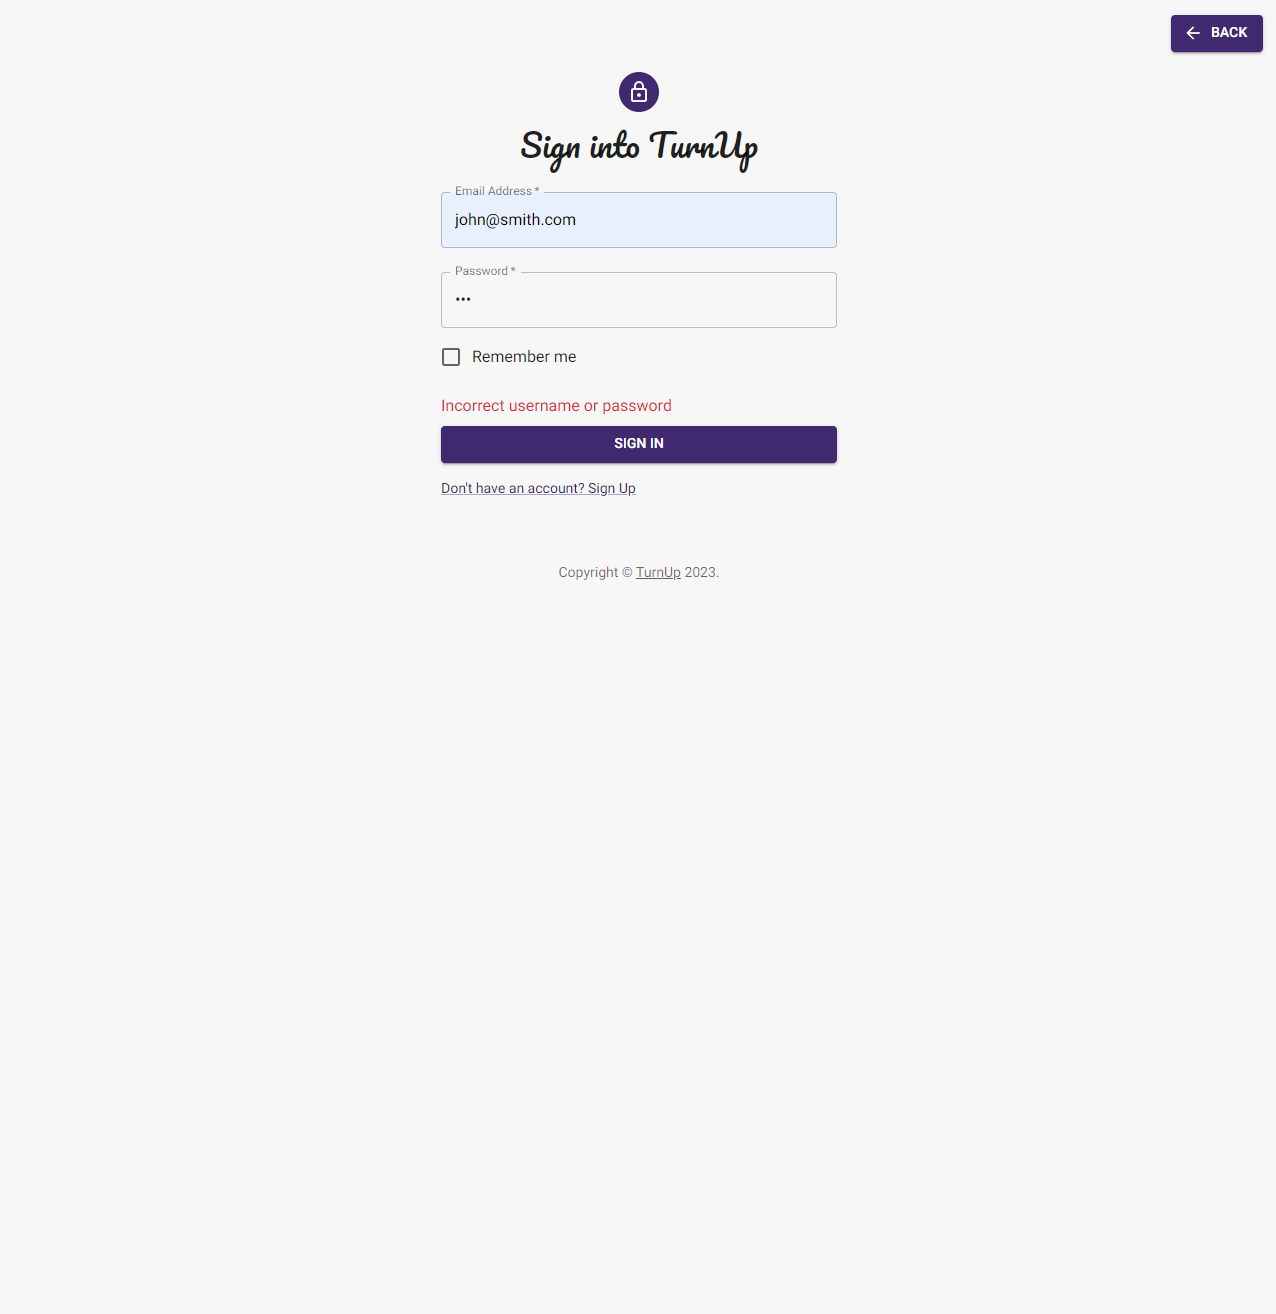 BACK
Sign into TurnUp
Email Address *
john@smith.com
Password *
•••
Remember me
Incorrect username or password
SIGN IN
Don't have an account? Sign Up
Copyright © TurnUp 2023.